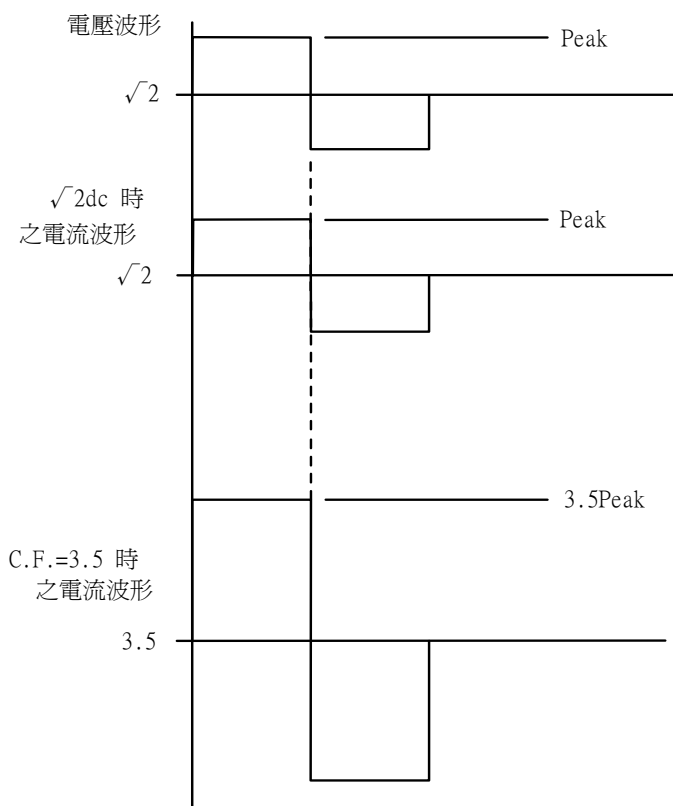 電壓波形
Peak
√2
√2dc 時
之電流波形
Peak
√2
3.5Peak
C.F.=3.5 時
之電流波形
3.5